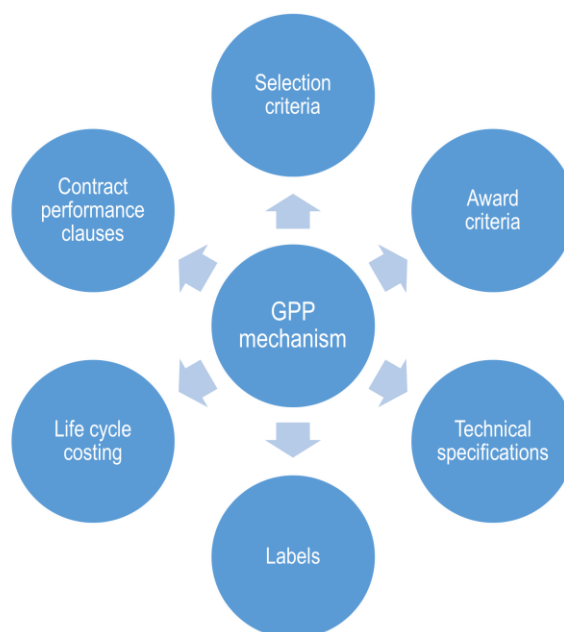 Selection
criteria
Contract
performance
clauses
Award
criteria
GPP
mechanism
Life cycle
costing
Technical
specifications
Labels